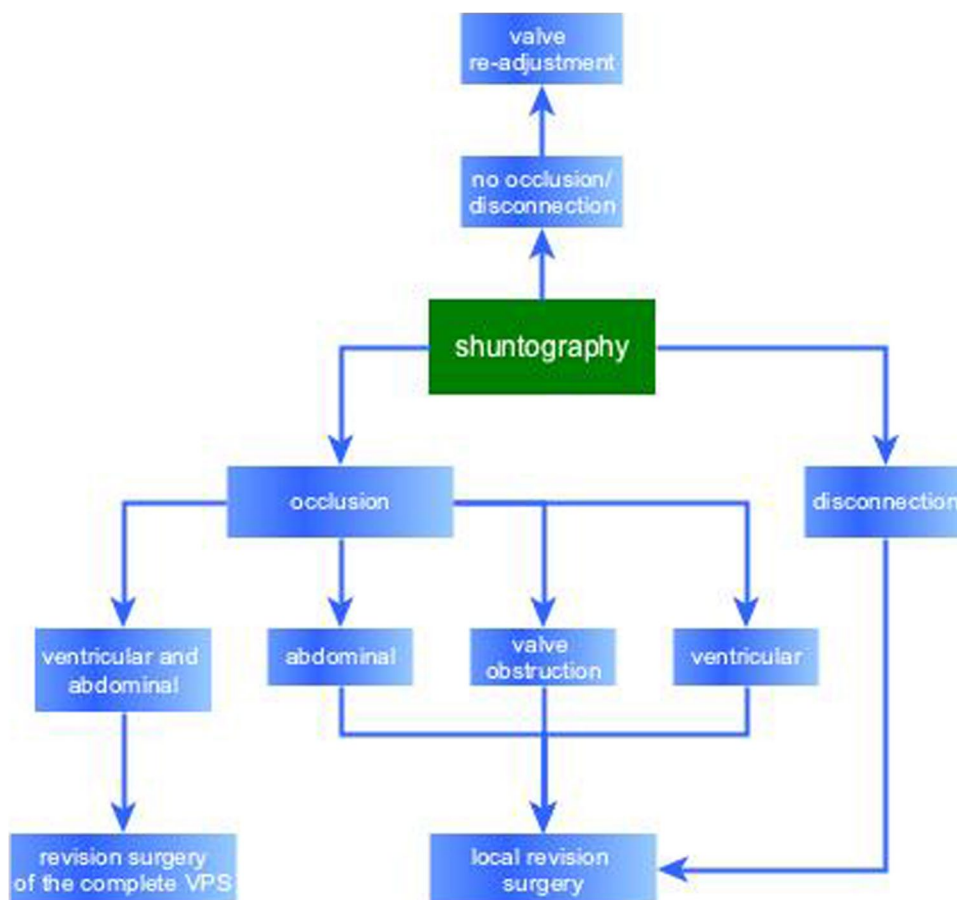 valve
re-adjustment
no occlusion/
disconnection
shuntography
occlusion
disconnection
ventricular and
abdominal
abdominal
valve
obstruction
ventricular
revision surgery
of the complete VPS
local revision
surgery